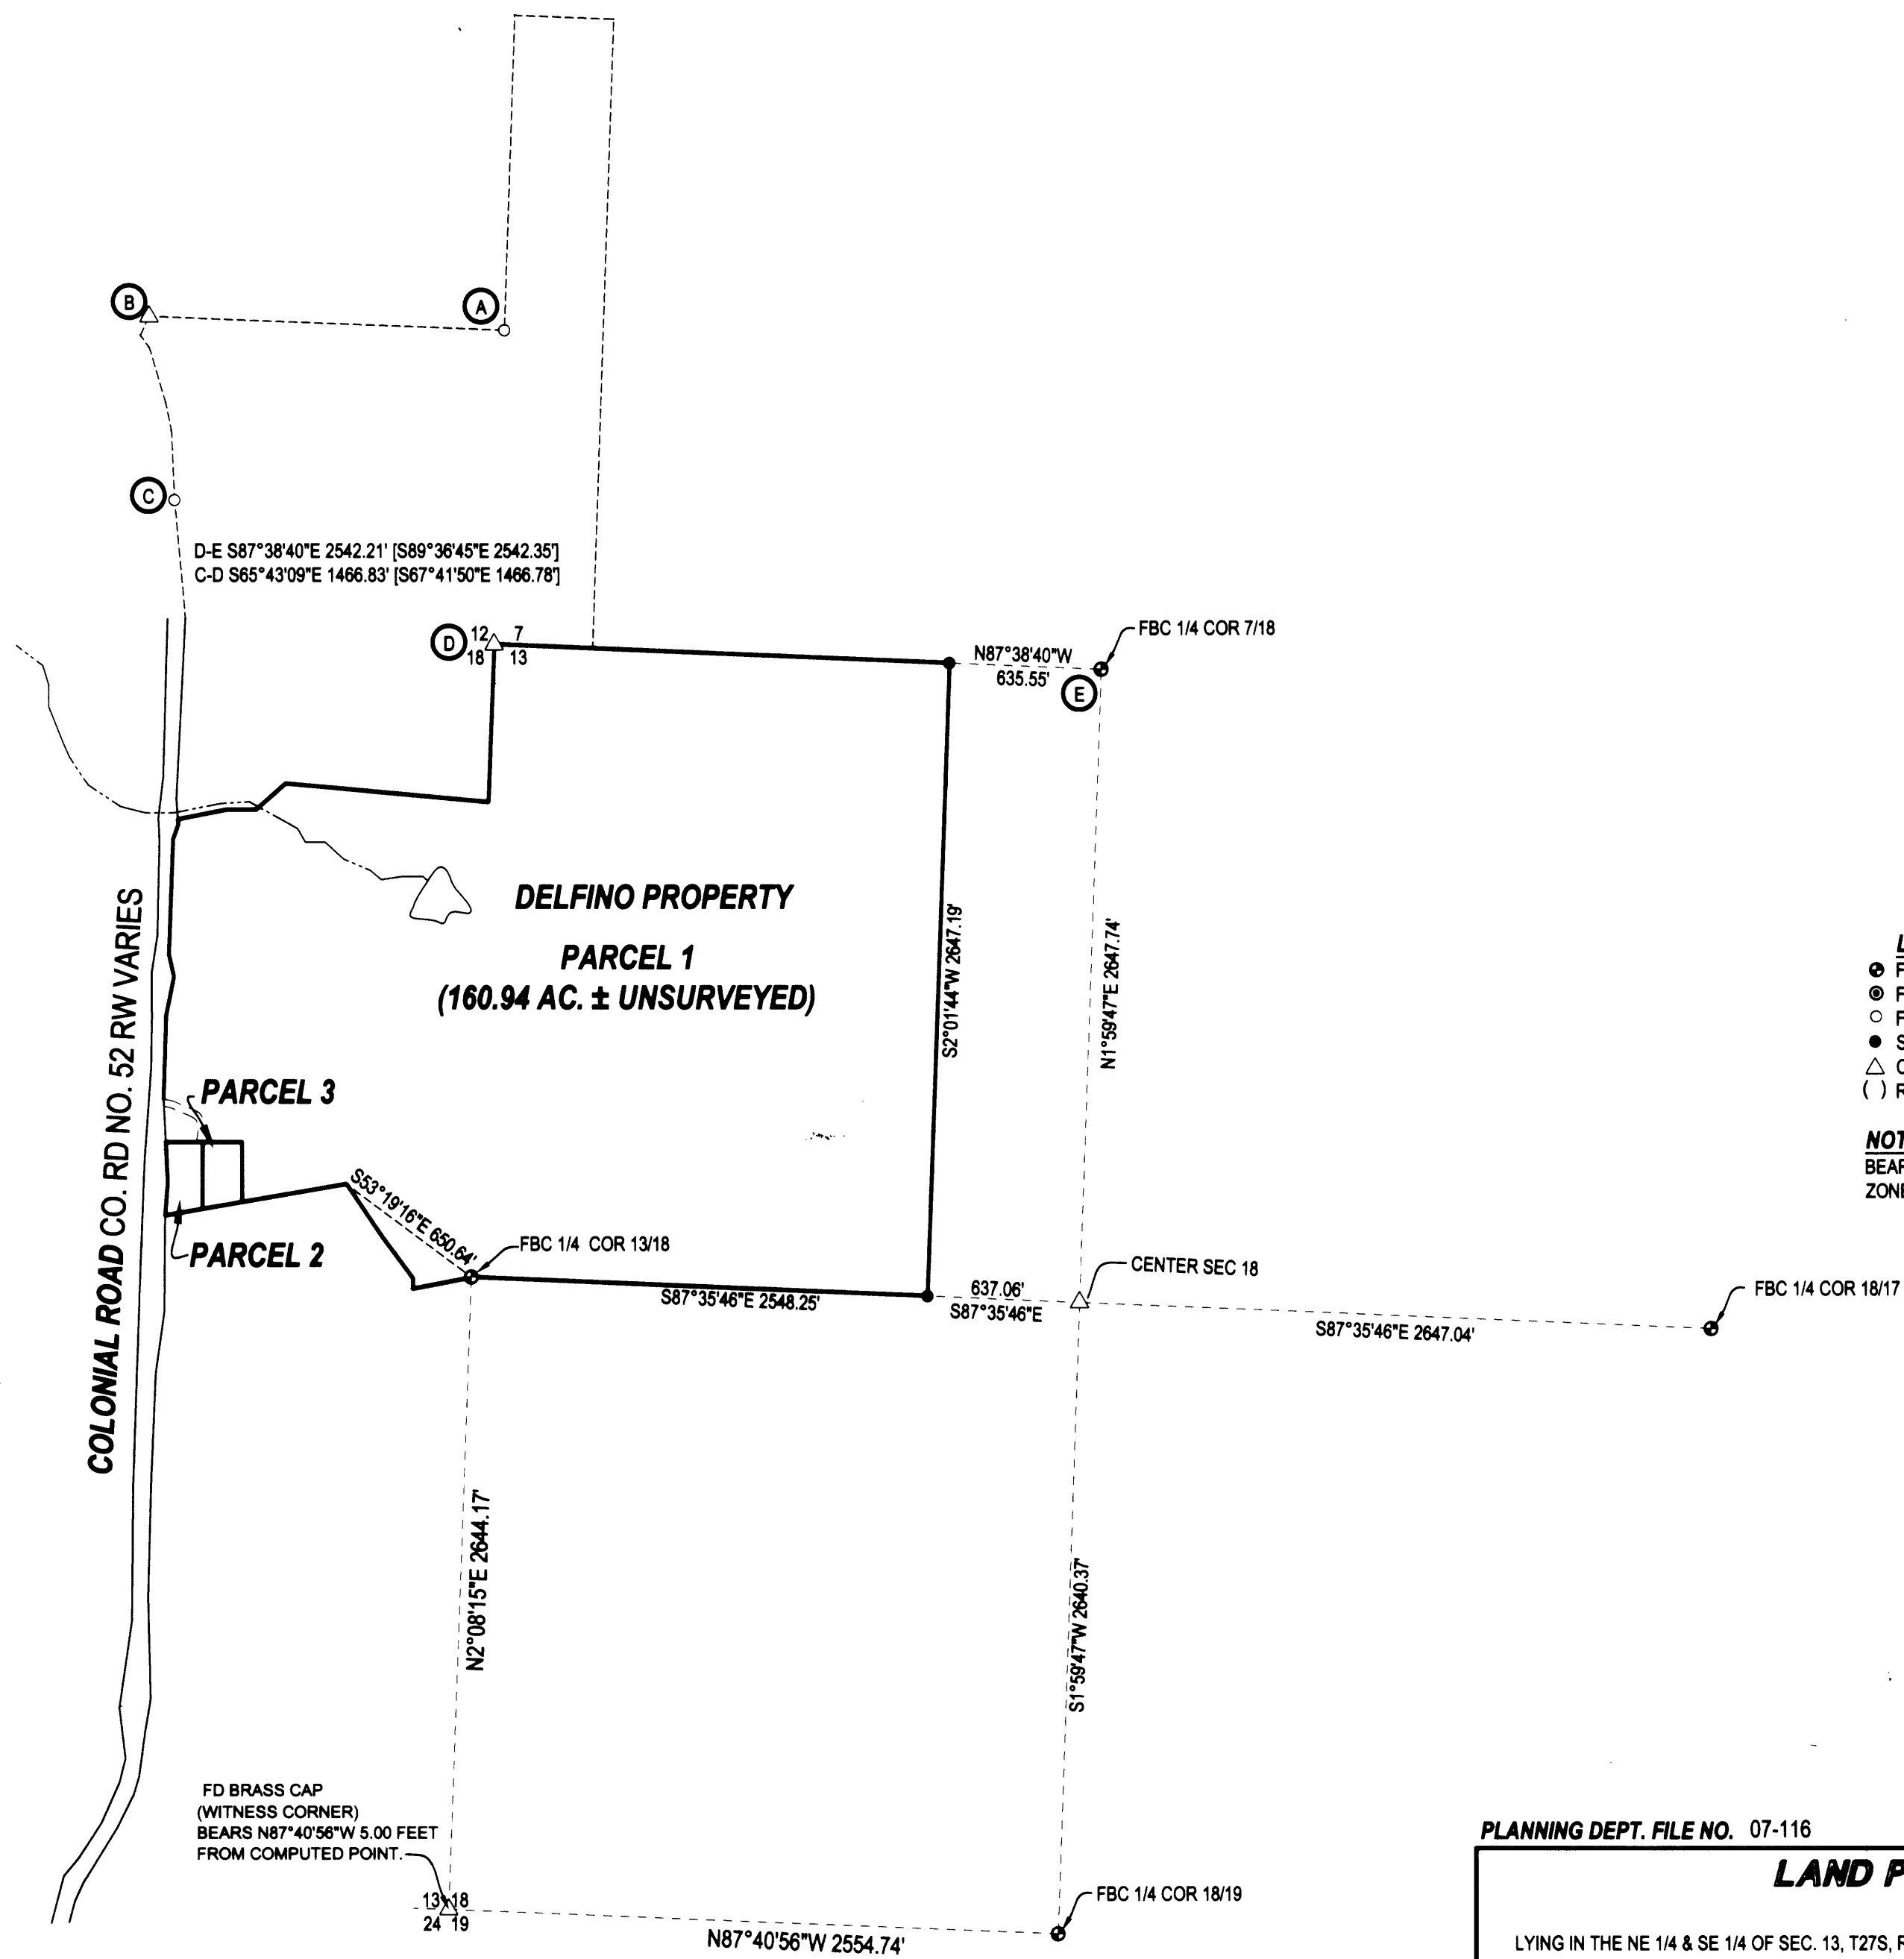 B
A
C
D-E S87°38'40"E 2542.21' [S89°36'45"E 2542.35']
C-D S65°43'09"E 1466.83' [S67°41'50"E 1466.78']
D
12 7
18 13
FBC 1/4 COR 7/18
N87°38'40"W
635.55'
E
DELFINO PROPERTY
PARCEL 1
(160.94 AC. ± UNSURVEYED)
S2°01'44"W 2647.19'
N1°59'47"E 2647.74'
COLONIAL ROAD CO. RD NO. 52 RW VARIES
PARCEL 3
PARCEL 2
S53°19'16"E 650.64'
FBC 1/4 COR 13/18
S87°35'46"E 2548.25'
637.06'
S87°35'46"E
CENTER SEC 18
S87°35'46"E 2647.04'
FBC 1/4 COR 18/17
L
F
F
F
S
C
( ) R
NOT
BEAR
ZONE
N2°08'15"E 2644.17'
S1°59'47"W 2640.37'
FD BRASS CAP
(WITNESS CORNER)
BEARS N87°40'56"W 5.00 FEET
FROM COMPUTED POINT.
13 18
24 19
N87°40'56"W 2554.74'
FBC 1/4 COR 18/19
PLANNING DEPT. FILE NO. 07-116
LAND P
LYING IN THE NE 1/4 & SE 1/4 OF SEC. 13, T27S, F